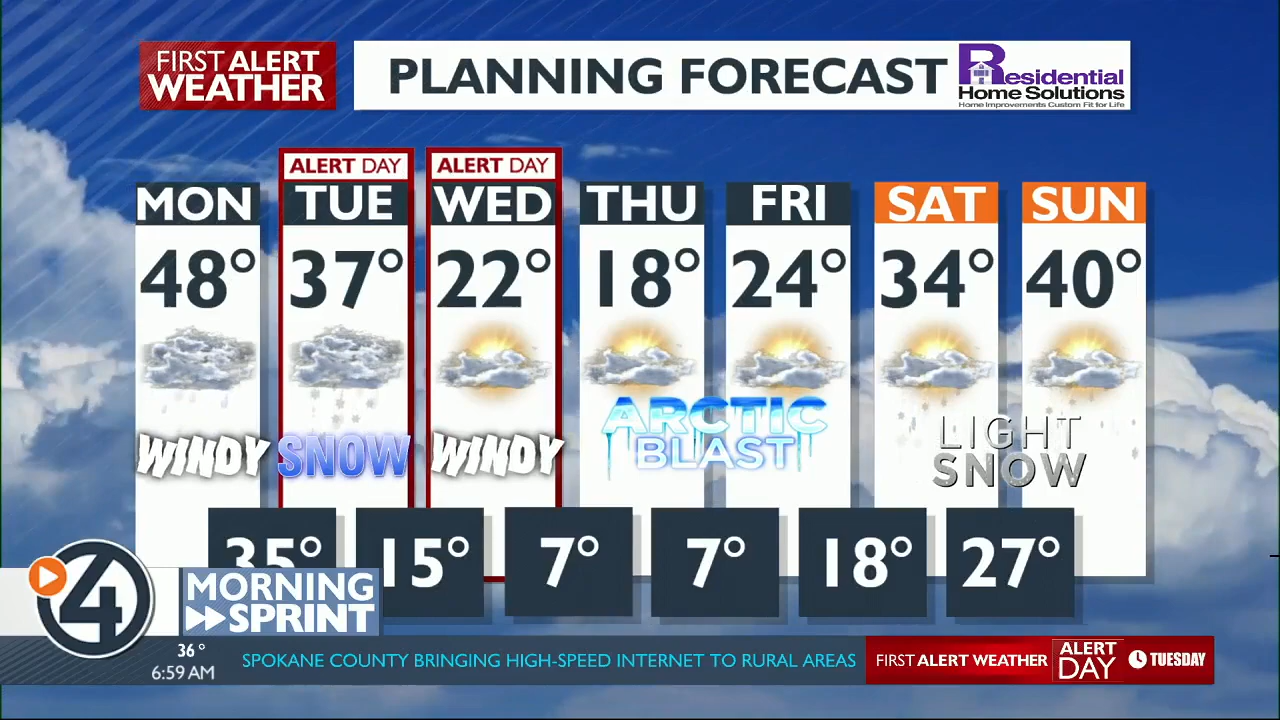 FIRST ALERT
WEATHER
PLANNING FORECAST
Residential
Home Solutions
Home Improvements Custom Fit for Life
ALERT DAY ALERT DAY
MON TUE WED THU FRI SAT SUN
48° 37° 22° 18° 24° 34° 40°
ARCTIC
BLAST
LIGHT
SNOW
WINDY SNOW WINDY
35° 15° 7° 7° 18° 27°
4
MORNING
SPRINT
36°
6:59 AM
SPOKANE COUNTY BRINGING HIGH-SPEED INTERNET TO RURAL AREAS
FIRST ALERT WEATHER
ALERT
DAY
TUESDAY